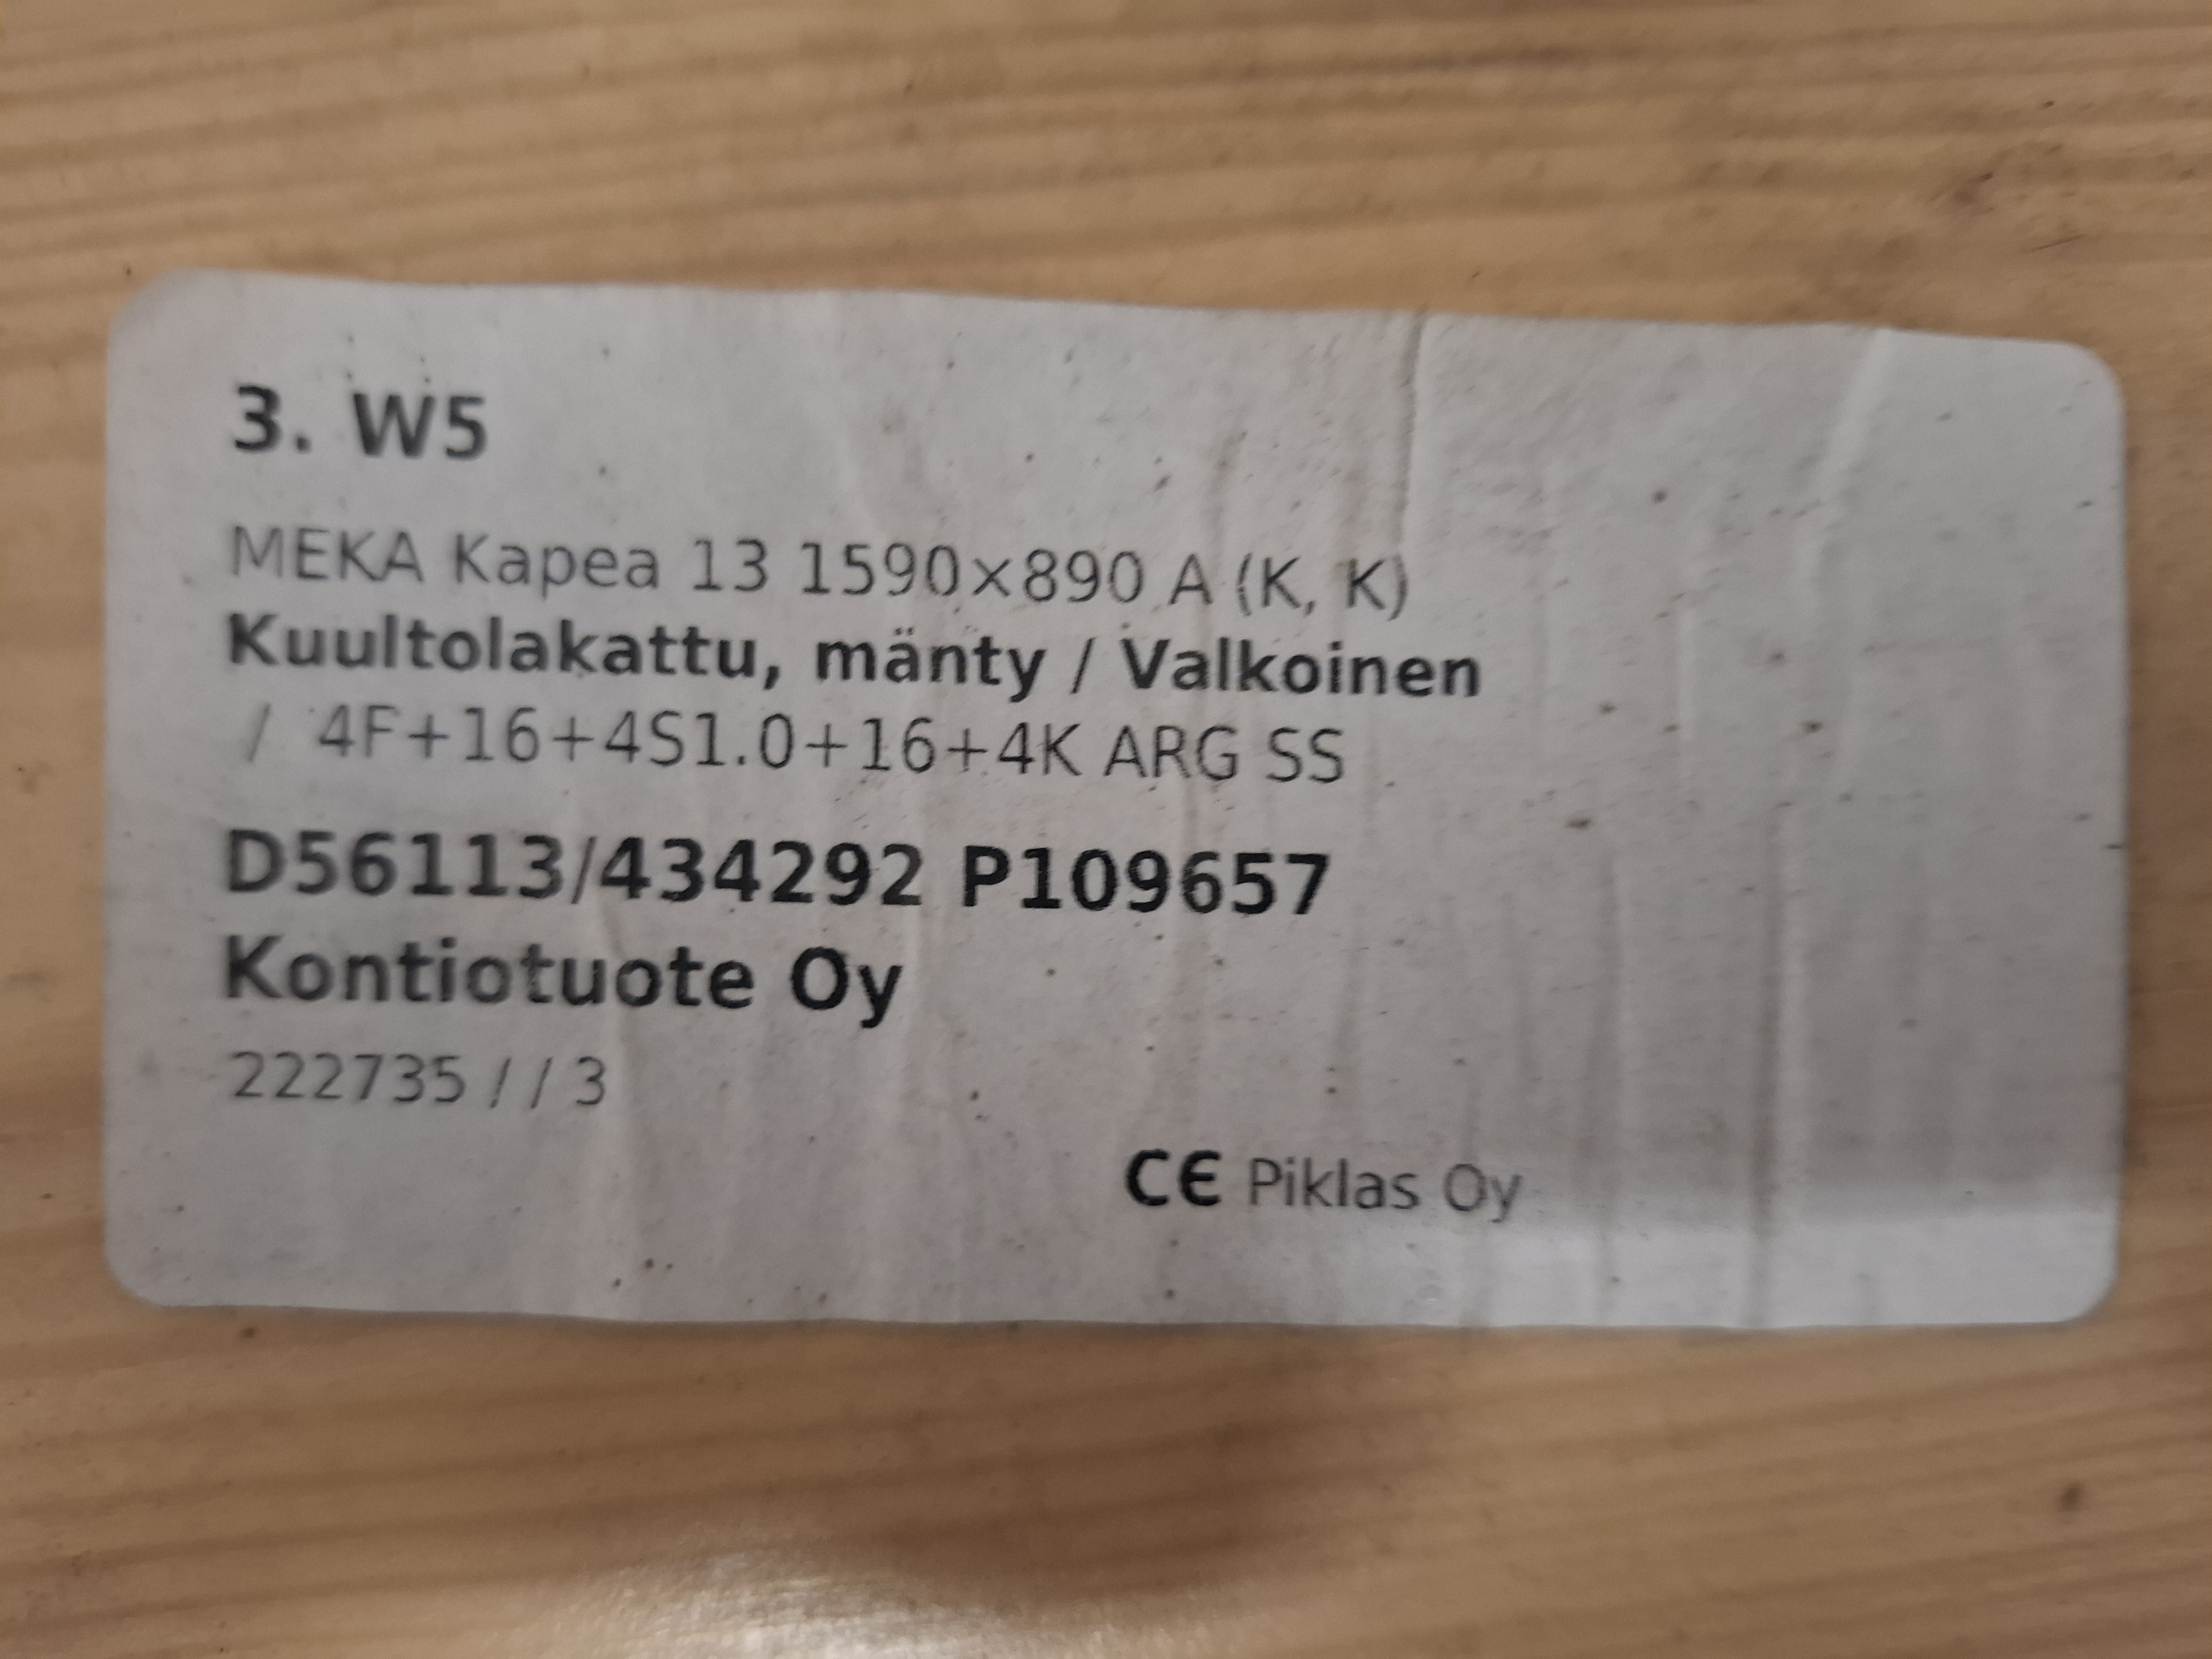 3. W5
MEKA Kapea 13 1590×890 A (K, K)
Kuultolakattu, mänty / Valkoinen
/ 4F+16+4S1.0+16+4K ARG SS
D56113/434292 P109657
Kontiotuote Oy
222735 / / 3
CE Piklas Oy